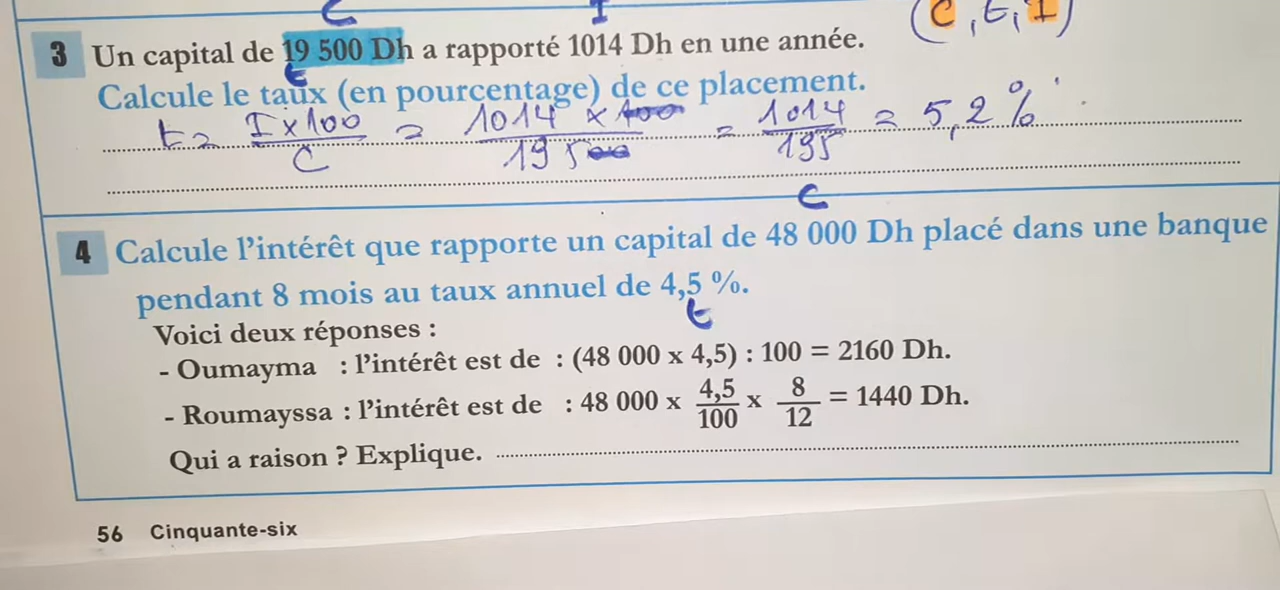 C I (C, t, I)
3 Un capital de 19 500 Dh a rapporté 1014 Dh en une année.
t
Calcule le taux (en pourcentage) de ce placement.
t = I x 100 / C = 1014 x 100 / 19 500 = 1014 / 195 = 5,2 %
C
4 Calcule l'intérêt que rapporte un capital de 48 000 Dh placé dans une banque
pendant 8 mois au taux annuel de 4,5 %.
t
Voici deux réponses :
- Oumayma : l'intérêt est de : (48 000 x 4,5) : 100 = 2160 Dh.
- Roumayssa : l'intérêt est de : 48 000 x 4,5/100 x 8/12 = 1440 Dh.
Qui a raison ? Explique.
56 Cinquante-six